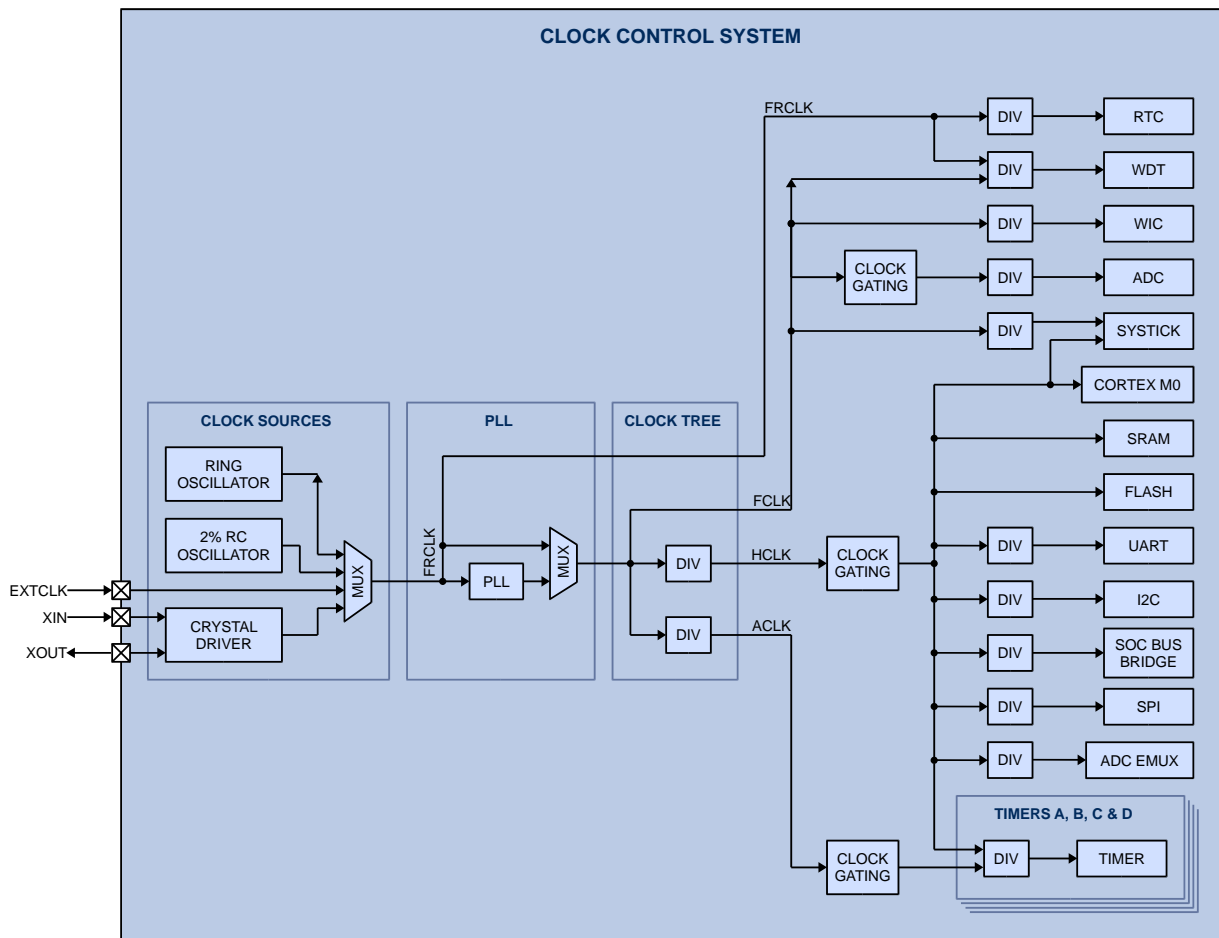 CLOCK CONTROL SYSTEM
FRCLK
DIV
RTC
DIV
WDT
DIV
WIC
CLOCK
GATING
DIV
ADC
DIV
SYSTICK
CORTEX M0
CLOCK SOURCES
PLL
CLOCK TREE
SRAM
RING
OSCILLATOR
FLASH
FCLK
2% RC
OSCILLATOR
MUX
FRCLK
PLL
MUX
DIV
HCLK
CLOCK
GATING
DIV
UART
EXTCLK
XIN
XOUT
CRYSTAL
DRIVER
DIV
ACLK
DIV
I2C
DIV
SOC BUS
BRIDGE
DIV
SPI
DIV
ADC EMUX
TIMERS A, B, C & D
CLOCK
GATING
DIV
TIMER